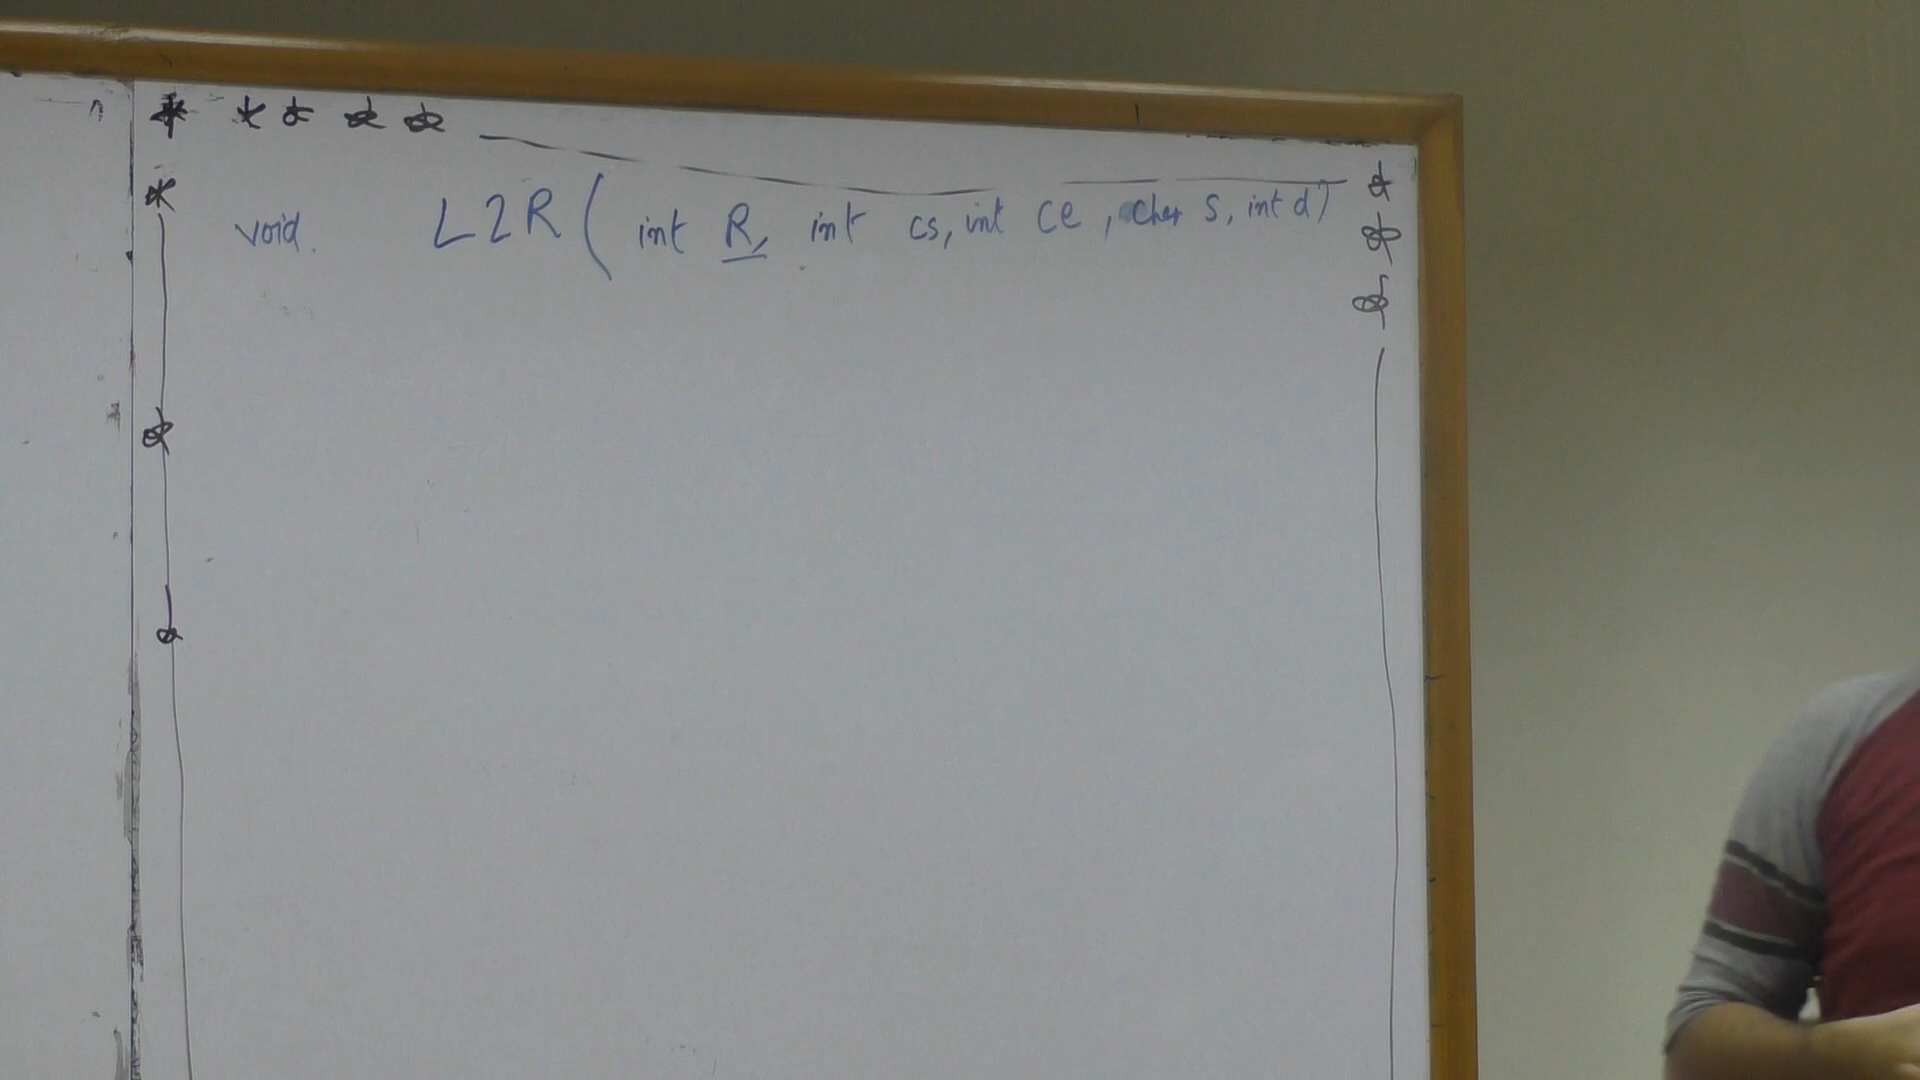 * * * * * *
* void. L2R ( int R, int cs, int ce, char s, int d) *
*
*
*